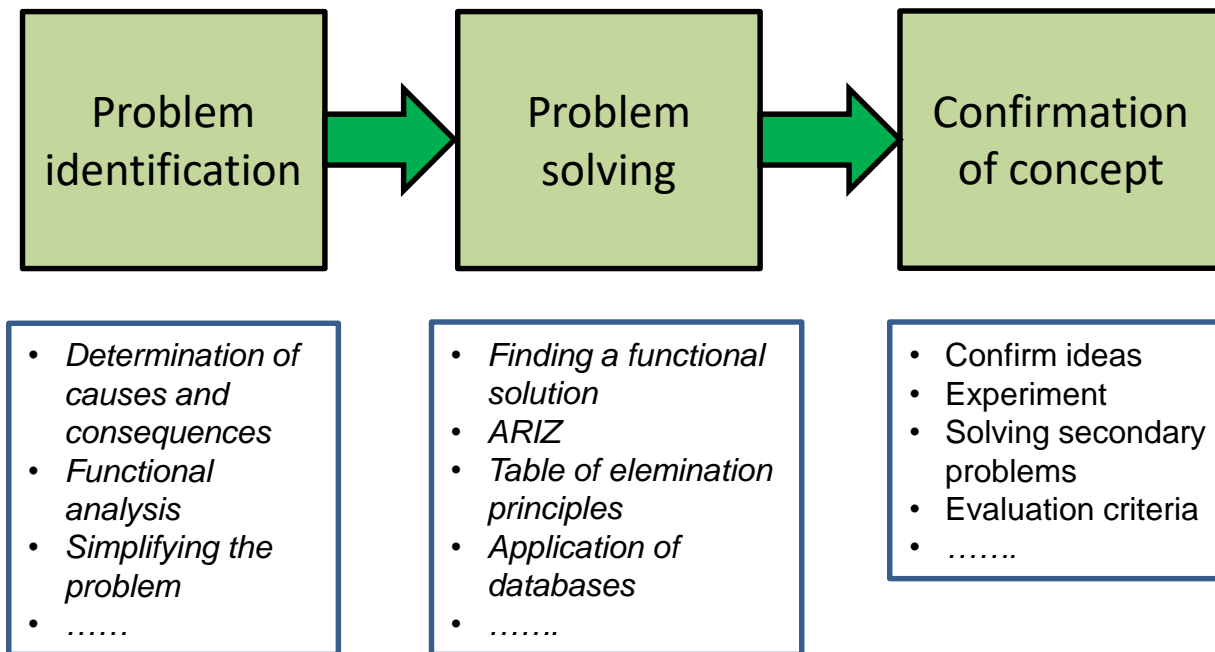 Problem
identification
Problem
solving
Confirmation
of concept
• Determination of
causes and
consequences
• Functional
analysis
• Simplifying the
problem
• ……
• Finding a functional
solution
• ARIZ
• Table of elemination
principles
• Application of
databases
• …….
• Confirm ideas
• Experiment
• Solving secondary
problems
• Evaluation criteria
• …….